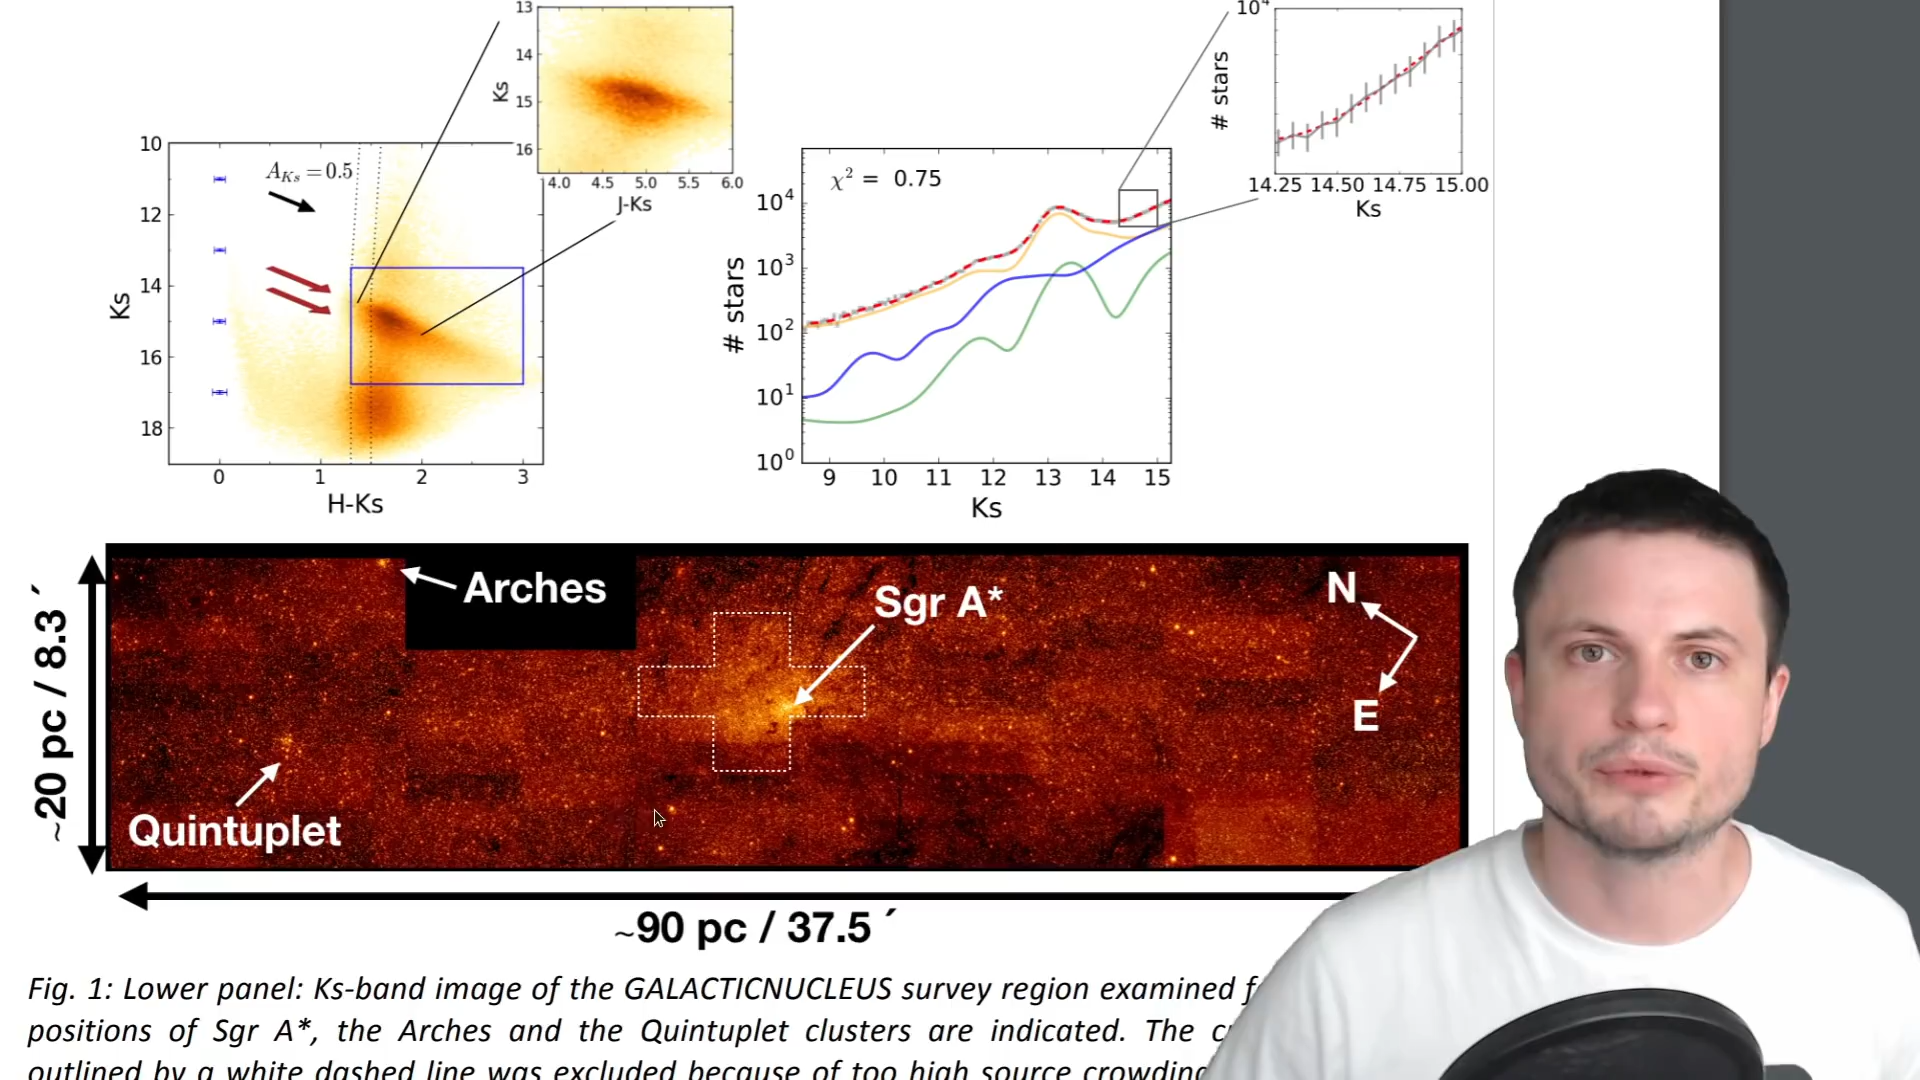 13
14
Ks
15
16
4.0 4.5 5.0 5.5 6.0
J-Ks
10
12
14
Ks
16
18
A_Ks = 0.5
0 1 2 3
H-Ks
χ² = 0.75
10⁴
10³
# stars
10²
10¹
10⁰
9 10 11 12 13 14 15
Ks
10⁴
# stars
14.25 14.50 14.75 15.00
Ks
Arches
Sgr A*
N
E
Quintuplet
~20 pc / 8.3´
~90 pc / 37.5 ´
Fig. 1: Lower panel: Ks-band image of the GALACTICNUCLEUS survey region examined
positions of Sgr A*, the Arches and the Quintuplet clusters are indicated. The
outlined by a white dashed line was excluded because of too high source crowding